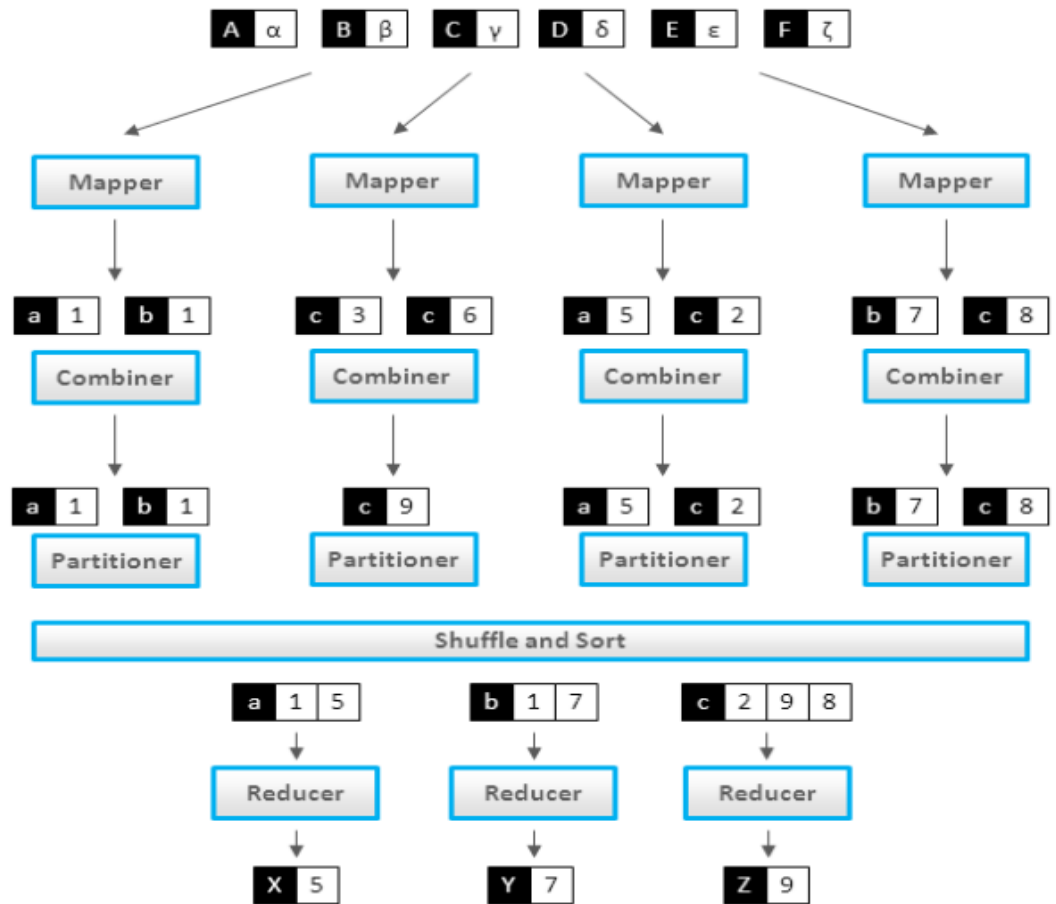 A α B β C γ D δ E ε F ζ
Mapper Mapper Mapper Mapper
a 1 b 1 c 3 c 6 a 5 c 2 b 7 c 8
Combiner Combiner Combiner Combiner
a 1 b 1 c 9 a 5 c 2 b 7 c 8
Partitioner Partitioner Partitioner Partitioner
Shuffle and Sort
a 1 5 b 1 7 c 2 9 8
Reducer Reducer Reducer
X 5 Y 7 Z 9